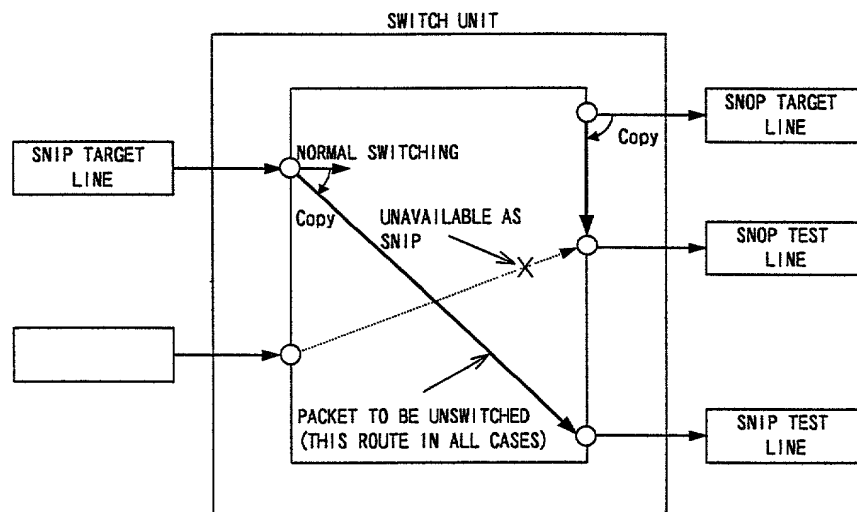 SWITCH UNIT
SNOP TARGET
LINE
Copy
SNIP TARGET
LINE
NORMAL SWITCHING
Copy
UNAVAILABLE AS
SNIP
SNOP TEST
LINE
PACKET TO BE UNSWITCHED
(THIS ROUTE IN ALL CASES)
SNIP TEST
LINE